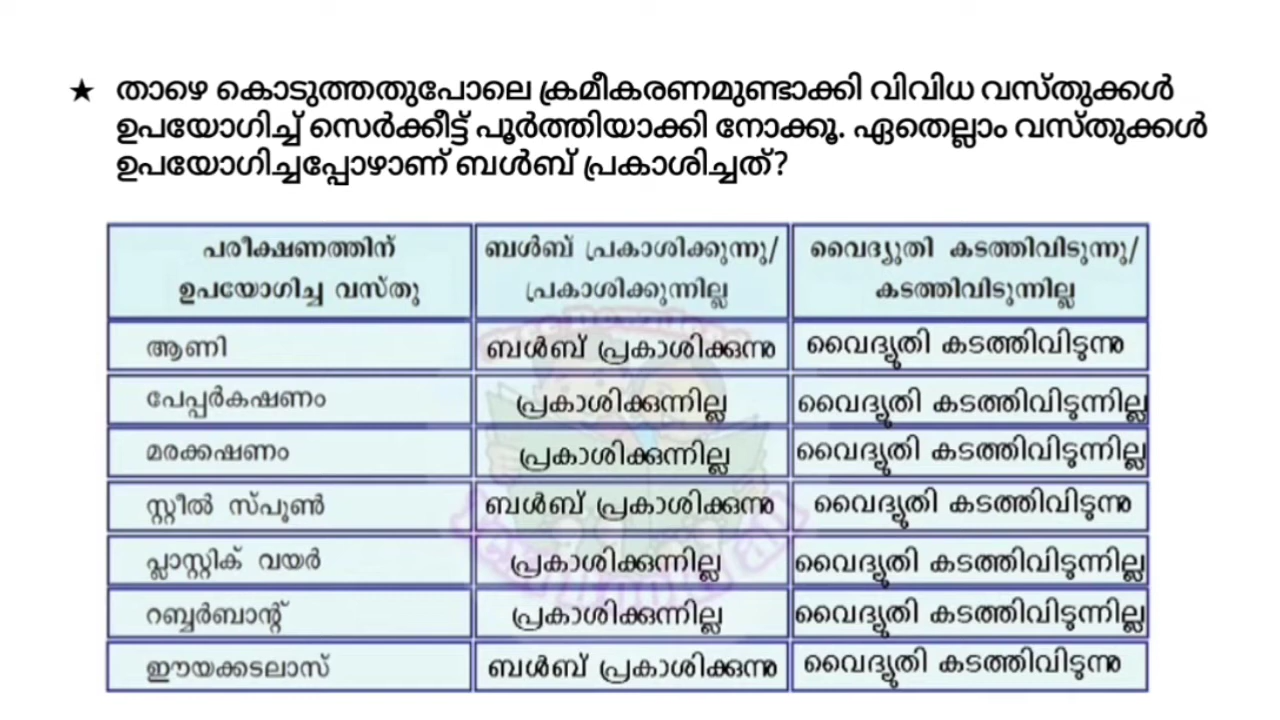 ★ താഴെ കൊടുത്തതുപോലെ ക്രമീകരണമുണ്ടാക്കി വിവിധ വസ്തുക്കൾ
ഉപയോഗിച്ച് സെർക്കീട്ട് പൂർത്തിയാക്കി നോക്കൂ. ഏതെല്ലാം വസ്തുക്കൾ
ഉപയോഗിച്ചപ്പോഴാണ് ബൾബ് പ്രകാശിച്ചത്?
പരീക്ഷണത്തിന് ബൾബ് പ്രകാശിക്കുന്നു/ വൈദ്യുതി കടത്തിവിടുന്നു/
ഉപയോഗിച്ച വസ്തു പ്രകാശിക്കുന്നില്ല കടത്തിവിടുന്നില്ല
ആണി ബൾബ് പ്രകാശിക്കുന്നു വൈദ്യുതി കടത്തിവിടുന്നു
പേപ്പർകഷണം പ്രകാശിക്കുന്നില്ല വൈദ്യുതി കടത്തിവിടുന്നില്ല
മരക്കഷണം പ്രകാശിക്കുന്നില്ല വൈദ്യുതി കടത്തിവിടുന്നില്ല
സ്റ്റീൽ സ്പൂൺ ബൾബ് പ്രകാശിക്കുന്നു വൈദ്യുതി കടത്തിവിടുന്നു
പ്ലാസ്റ്റിക് വയർ പ്രകാശിക്കുന്നില്ല വൈദ്യുതി കടത്തിവിടുന്നില്ല
റബ്ബർബാന്റ് പ്രകാശിക്കുന്നില്ല വൈദ്യുതി കടത്തിവിടുന്നില്ല
ഈയക്കടലാസ് ബൾബ് പ്രകാശിക്കുന്നു വൈദ്യുതി കടത്തിവിടുന്നു